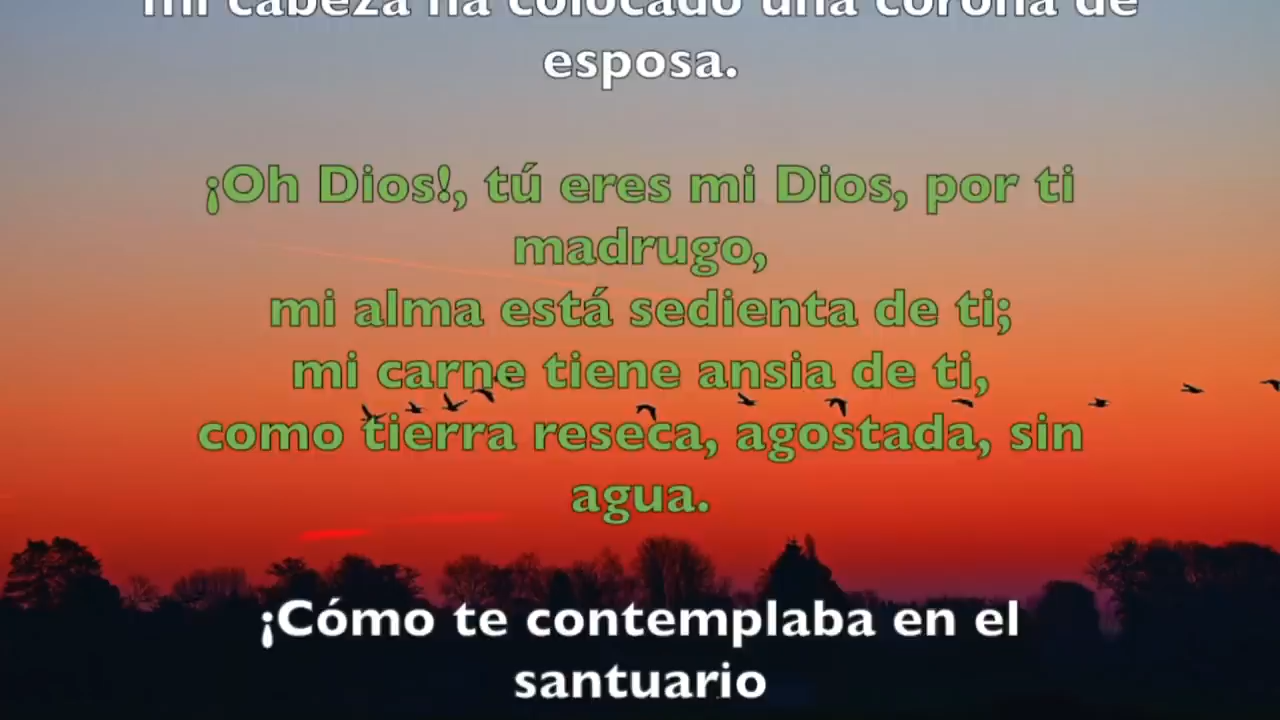 mi cabeza ha colocado una corona de
esposa.
¡Oh Dios!, tú eres mi Dios, por ti
madrugo,
mi alma está sedienta de ti;
mi carne tiene ansia de ti,
como tierra reseca, agostada, sin
agua.
¡Cómo te contemplaba en el
santuario